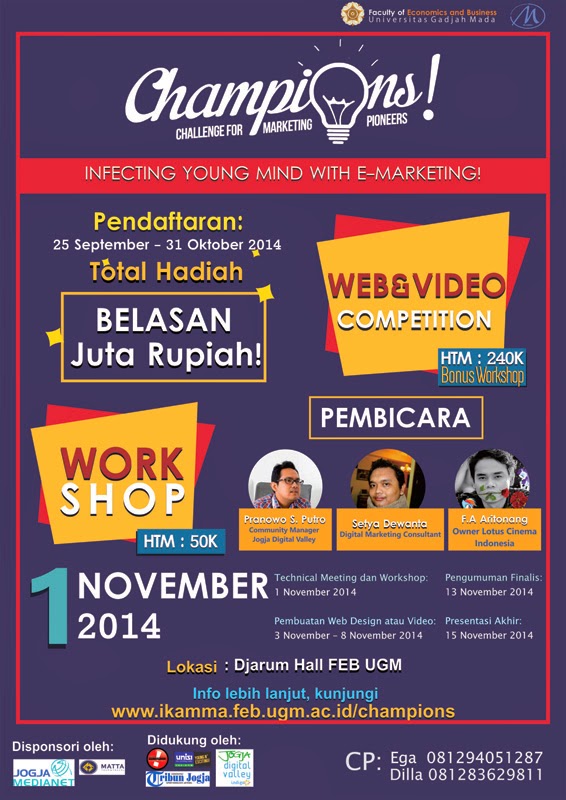 Faculty of Economics and Business
Universitas Gadjah Mada
Champions!
CHALLENGE FOR MARKETING PIONEERS
INFECTING YOUNG MIND WITH E-MARKETING!
Pendaftaran:
25 September - 31 Oktober 2014
Total Hadiah
BELASAN
Juta Rupiah!
WEB&VIDEO
COMPETITION
HTM : 240K
Bonus Workshop
WORK
SHOP
HTM : 50K
PEMBICARA
Pranowo S. Putro
Community Manager
Jogja Digital Valley
Setya Dewanta
Digital Marketing Consultant
F.A Aritonang
Owner Lotus Cinema
Indonesia
1 NOVEMBER
2014
Technical Meeting dan Workshop:
1 November 2014
Pengumuman Finalis:
13 November 2014
Pembuatan Web Design atau Video:
3 November - 8 November 2014
Presentasi Akhir:
15 November 2014
Lokasi : Djarum Hall FEB UGM
Info lebih lanjut, kunjungi
www.ikamma.feb.ugm.ac.id/champions
Disponsori oleh:
JOGJA
MEDIANET
MATTA
Didukung oleh:
Tribun Jogja
JOGJA
digital
valley
CP: Ega 081294051287
Dilla 081283629811